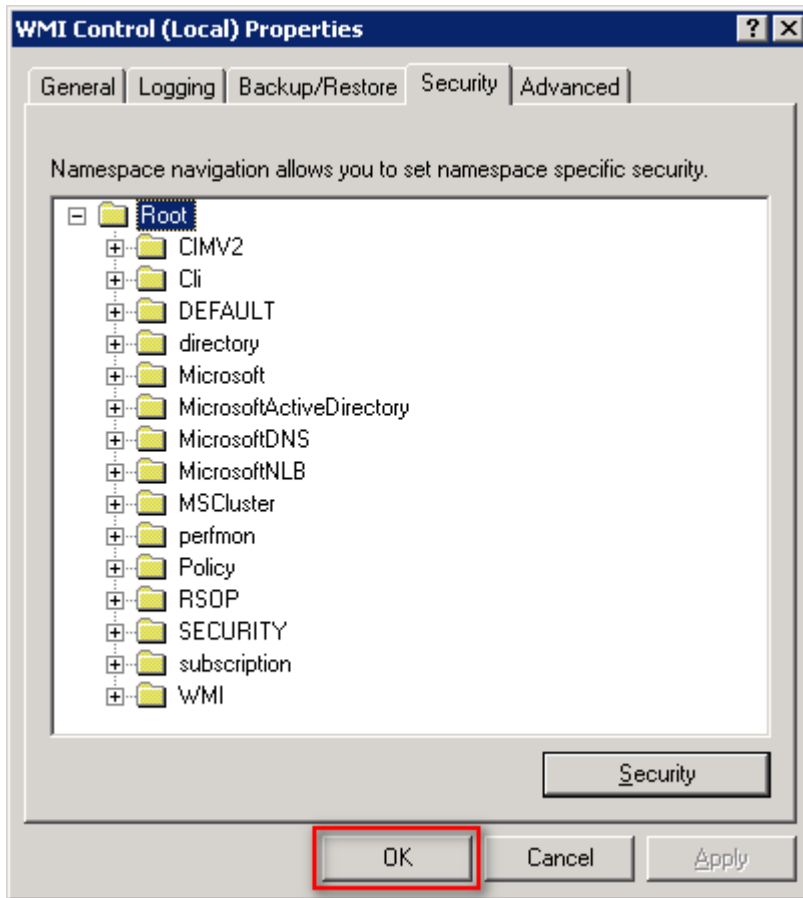 WMI Control (Local) Properties
General Logging Backup/Restore Security Advanced
Namespace navigation allows you to set namespace specific security.
Root
CIMV2
Cli
DEFAULT
directory
Microsoft
MicrosoftActiveDirectory
MicrosoftDNS
MicrosoftNLB
MSCluster
perfmon
Policy
RSOP
SECURITY
subscription
WMI
Security
OK Cancel Apply